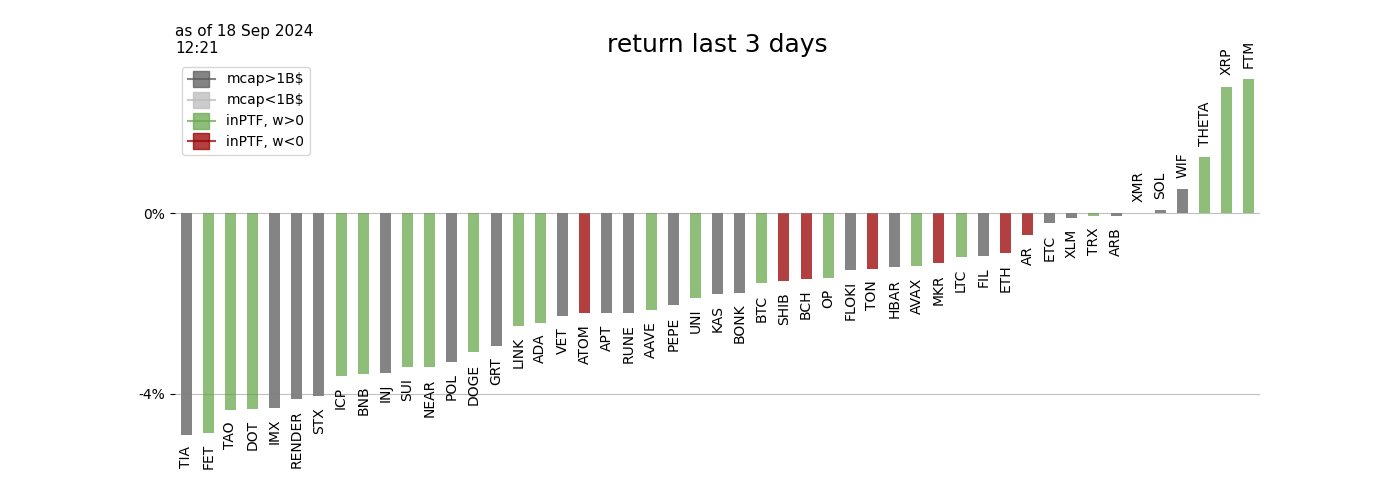 as of 18 Sep 2024
12:21
return last 3 days
mcap>1B$
mcap<1B$
inPTF, w>0
inPTF, w<0
0%
-4%
TIA
FET
TAO
DOT
IMX
RENDER
STX
ICP
BNB
INJ
SUI
NEAR
POL
DOGE
GRT
LINK
ADA
VET
ATOM
APT
RUNE
AAVE
PEPE
UNI
KAS
BONK
BTC
SHIB
BCH
OP
FLOKI
TON
HBAR
AVAX
MKR
LTC
FIL
ETH
AR
ETC
XLM
TRX
ARB
XMR
SOL
WIF
THETA
XRP
FTM